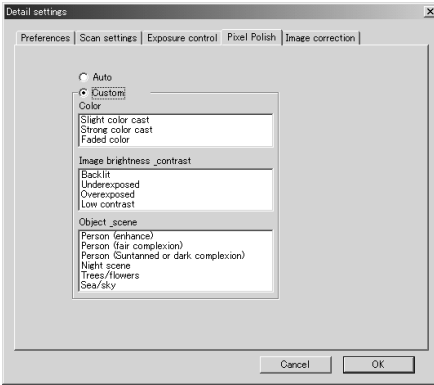 Detail settings
Preferences Scan settings Exposure control Pixel Polish Image correction
Auto
Custom
Color
Slight color cast
Strong color cast
Faded color
Image brightness _contrast
Backlit
Underexposed
Overexposed
Low contrast
Object _scene
Person (enhance)
Person (fair complexion)
Person (Suntanned or dark complexion)
Night scene
Trees/flowers
Sea/sky
Cancel OK